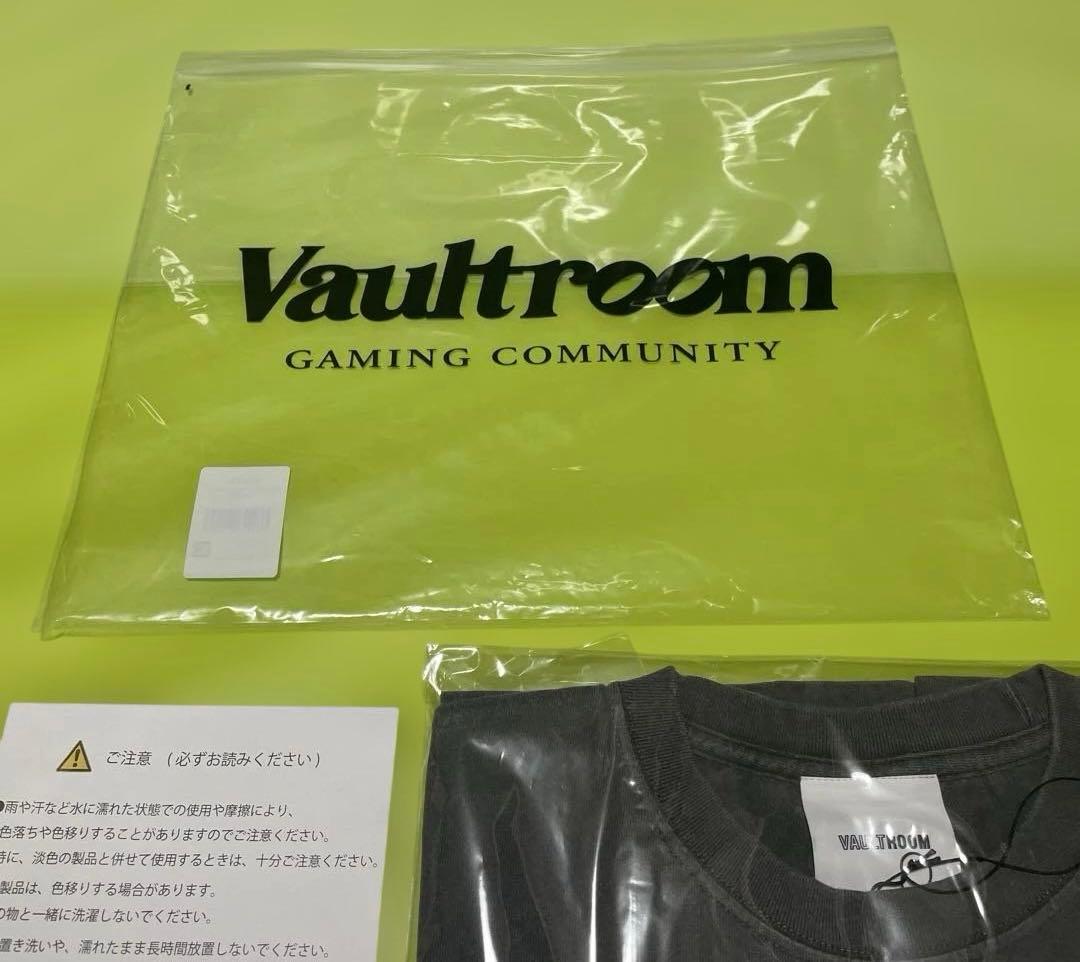 Vaultroom
GAMING COMMUNITY
ご注意 (必ずお読みください)
●雨や汗など水に濡れた状態での使用や摩擦により、
色落ちや色移りすることがありますのでご注意ください。
特に、淡色の製品と併せて使用するときは、十分ご注意ください。
製品は、色移りする場合があります。
の物と一緒に洗濯しないでください。
置き洗いや、濡れたまま長時間放置しないでください。
VAULTROOM